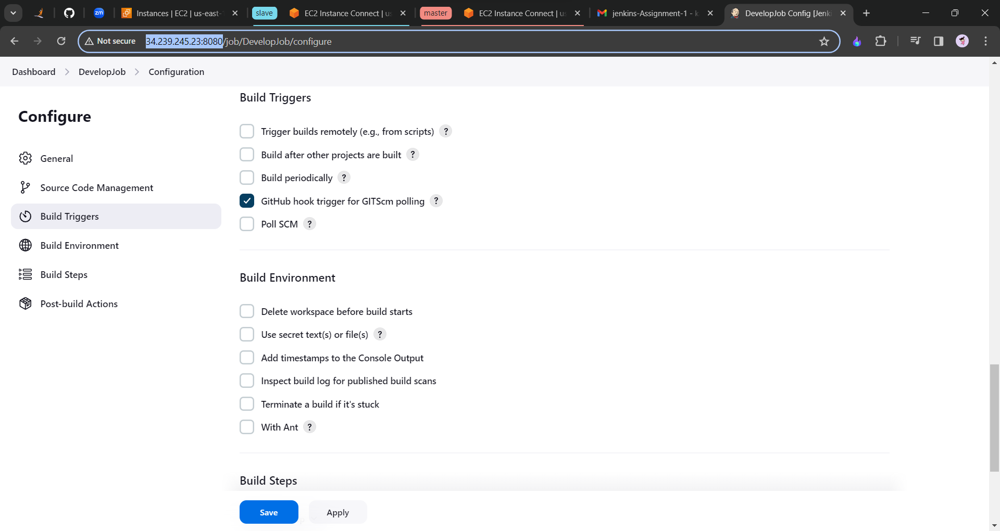 zm
Instances | EC2 | us-east-1
slave
EC2 Instance Connect | us
master
EC2 Instance Connect | us
jenkins-Assignment-1 - k
DevelopJob Config [Jenki
Not secure
34.239.245.23:8080/job/DevelopJob/configure
Dashboard
DevelopJob
Configuration
Configure
General
Source Code Management
Build Triggers
Build Environment
Build Steps
Post-build Actions
Build Triggers
Trigger builds remotely (e.g., from scripts) ?
Build after other projects are built ?
Build periodically ?
GitHub hook trigger for GITScm polling ?
Poll SCM ?
Build Environment
Delete workspace before build starts
Use secret text(s) or file(s) ?
Add timestamps to the Console Output
Inspect build log for published build scans
Terminate a build if it's stuck
With Ant ?
Build Steps
Save
Apply